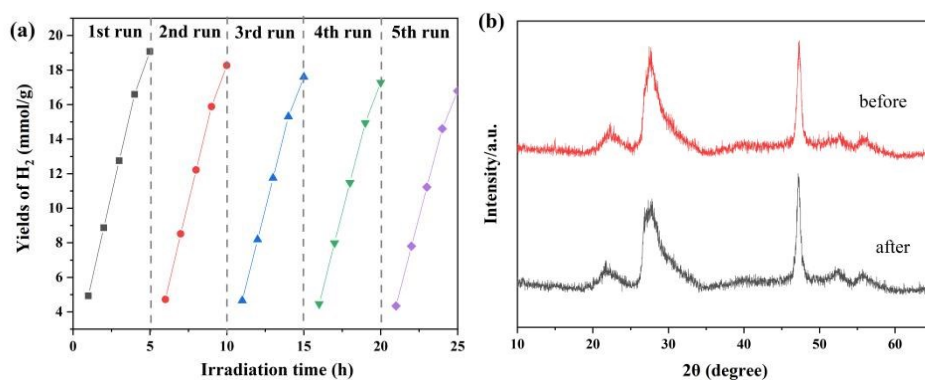 (a)
1st run 2nd run 3rd run 4th run 5th run
Yields of H2 (mmol/g)
20
18
16
14
12
10
8
6
4
0 5 10 15 20 25
Irradiation time (h)
(b)
before
after
Intensity/a.u.
10 20 30 40 50 60
2θ (degree)